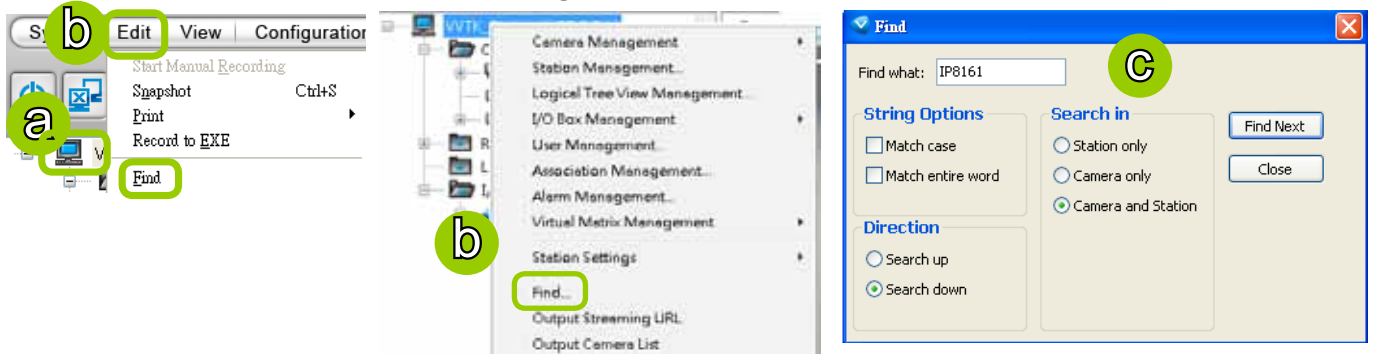 b
Edit View Configuration
Start Manual Recording
Snapshot Ctrl+S
Print
Record to EXE
a
V
Find
VVTK
Camera Management
Station Management...
Logical Tree View Management...
I/O Box Management
User Management...
Association Management...
Alarm Management...
Virtual Matrix Management
b
Station Settings
Find...
Output Streaming URL
Output Camera List
Find
Find what: IP8161
c
String Options
Match case
Match entire word
Search in
Station only
Camera only
Camera and Station
Find Next
Close
Direction
Search up
Search down